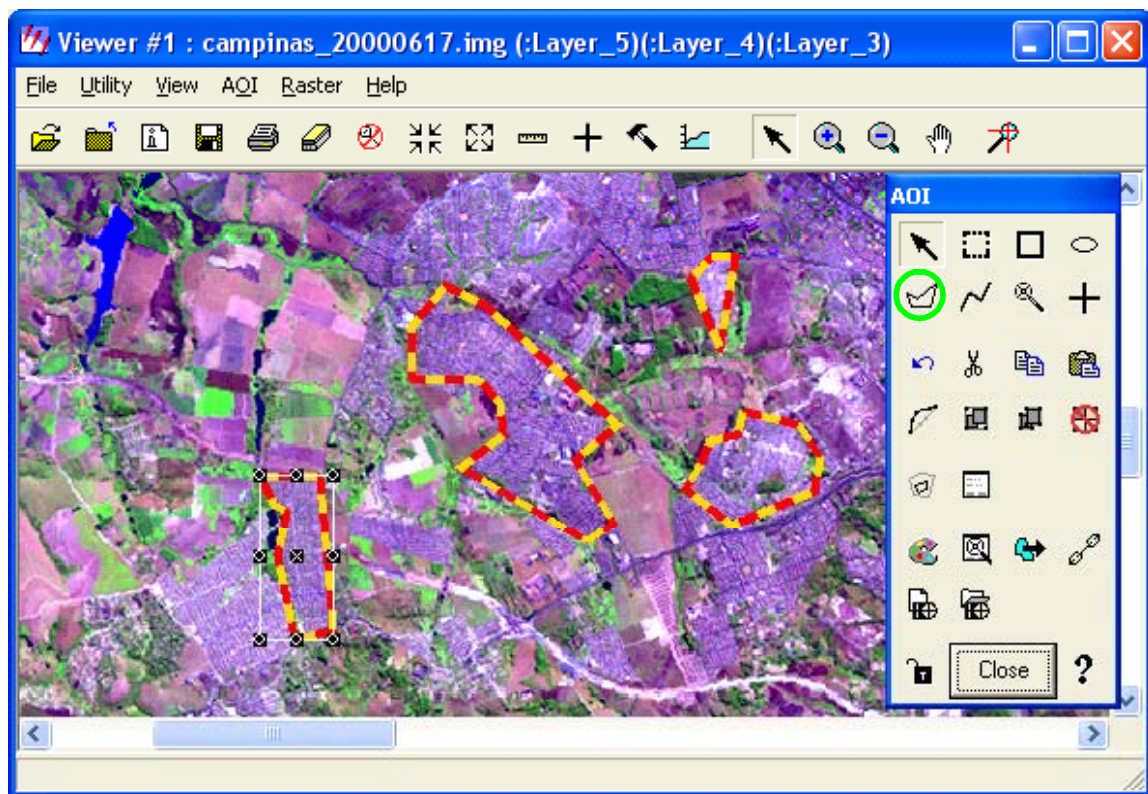 Viewer #1 : campinas_20000617.img (:Layer_5)(:Layer_4)(:Layer_3)
File Utility View AOI Raster Help
AOI
Close ?